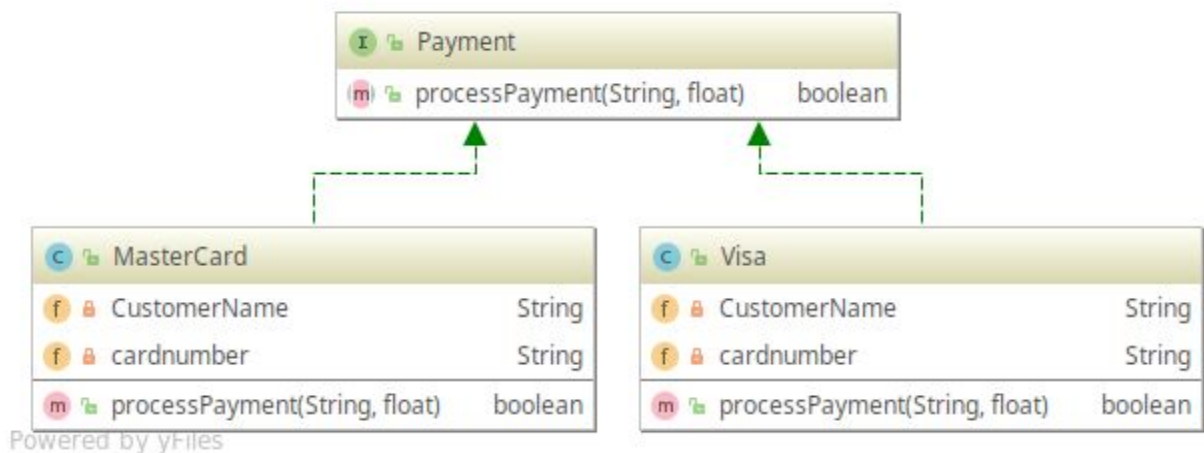 I Payment
m processPayment(String, float) boolean
C MasterCard
f CustomerName String
f cardnumber String
m processPayment(String, float) boolean
C Visa
f CustomerName String
f cardnumber String
m processPayment(String, float) boolean
Powered by yFiles